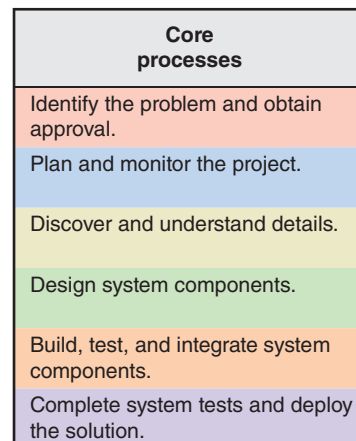 Core
processes
Identify the problem and obtain
approval.
Plan and monitor the project.
Discover and understand details.
Design system components.
Build, test, and integrate system
components.
Complete system tests and deploy
the solution.